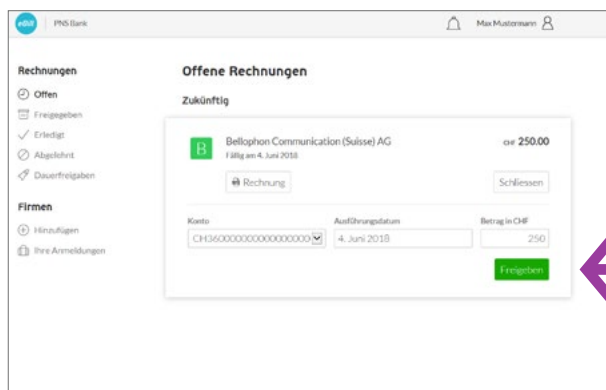 eBill PNS Bank Max Mustermann
Rechnungen
Offen
Freigegeben
Erledigt
Abgelehnt
Dauerfreigaben
Firmen
Hinzufügen
Ihre Anmeldungen
Offene Rechnungen
Zukünftig
B
Bellophon Communication (Suisse) AG CHF 250.00
Fällig am 4. Juni 2018
Rechnung Schliessen
Konto Ausführungsdatum Betrag in CHF
4. Juni 2018 250
Freigeben